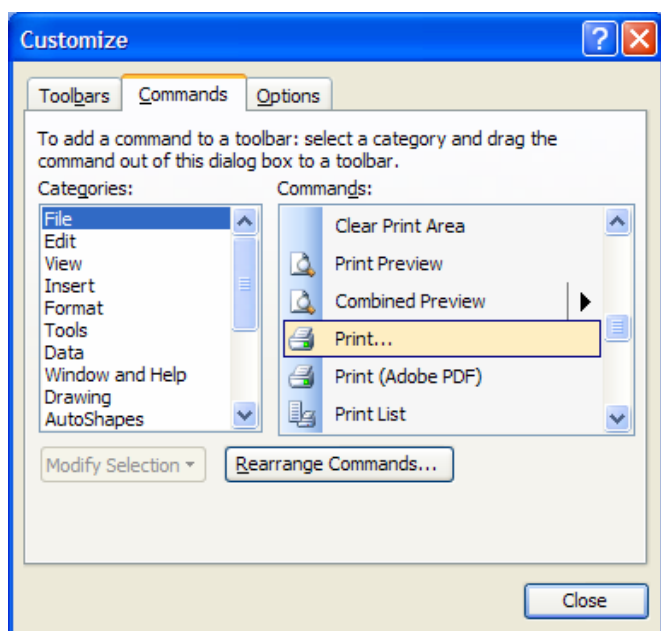 Customize
Toolbars Commands Options
To add a command to a toolbar: select a category and drag the
command out of this dialog box to a toolbar.
Categories:
File
Edit
View
Insert
Format
Tools
Data
Window and Help
Drawing
AutoShapes
Commands:
Clear Print Area
Print Preview
Combined Preview
Print...
Print (Adobe PDF)
Print List
Modify Selection
Rearrange Commands...
Close